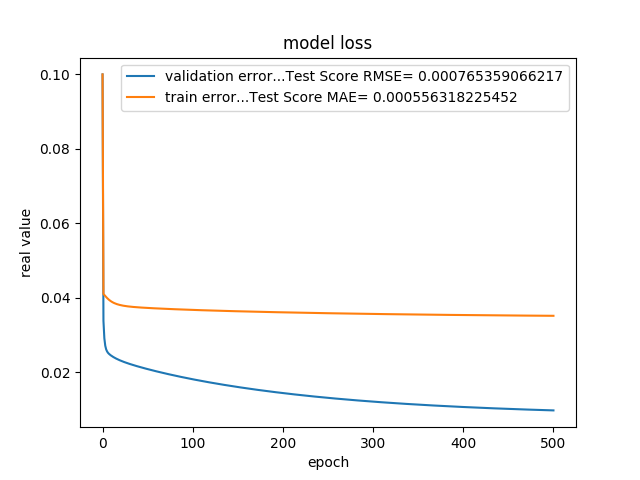 model loss
validation error...Test Score RMSE= 0.000765359066217
train error...Test Score MAE= 0.000556318225452
0.10
0.08
0.06
0.04
0.02
real value
0 100 200 300 400 500
epoch